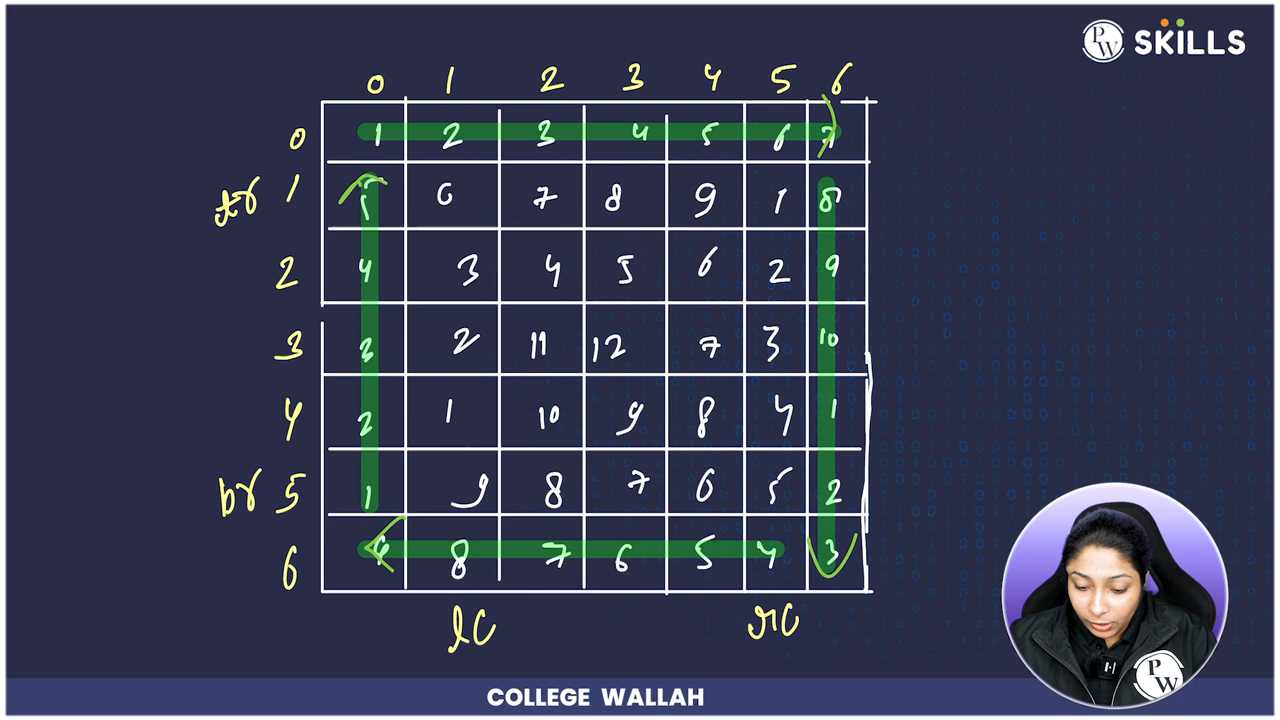 PW SKILLS
0 1 2 3 4 5 6
0 1 2 3 4 5 6 7
tr 1 5 6 7 8 9 1 8
2 4 3 4 5 6 2 9
3 3 2 11 12 7 3 10
4 2 1 10 9 8 4 1
br 5 1 9 8 7 6 5 2
6 8 7 6 5 4 3
lc rc
PW
COLLEGE WALLAH